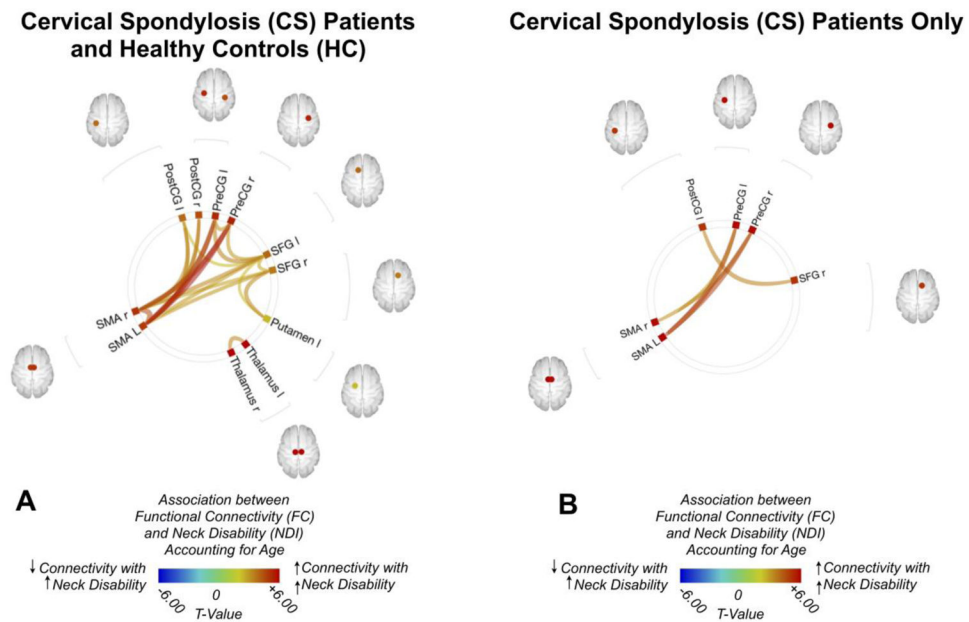 Cervical Spondylosis (CS) Patients
and Healthy Controls (HC)
PostCG l
PostCG r
PreCG l
PreCG r
SFG l
SFG r
Putamen l
Thalamus l
Thalamus r
SMA L
SMA r
A
Association between
Functional Connectivity (FC)
and Neck Disability (NDI)
Accounting for Age
↓ Connectivity with
↑ Neck Disability
↑ Connectivity with
↑ Neck Disability
-6.00
0
+6.00
T-Value
Cervical Spondylosis (CS) Patients Only
PostCG l
PreCG l
PreCG r
SFG r
SMA r
SMA L
B
Association between
Functional Connectivity (FC)
and Neck Disability (NDI)
Accounting for Age
↓ Connectivity with
↑ Neck Disability
↑ Connectivity with
↑ Neck Disability
-6.00
0
+6.00
T-Value